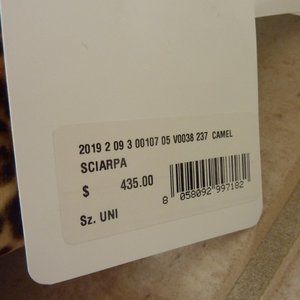 2019 2 09 3 00107 05 V0038 237 CAMEL
SCIARPA
$ 435.00
8 058092 997182
Sz. UNI